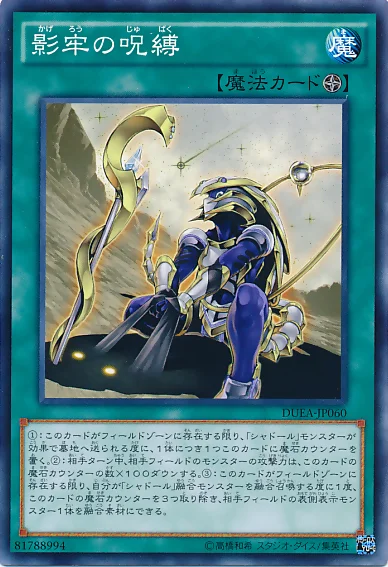 影牢の呪縛
かげ ろう じゅ ばく
魔
【魔法カード】
DUEA-JP060
①:このカードがフィールドゾーンに存在する限り、「シャドール」モンスターが
効果で墓地へ送られる度に、1体につき1つこのカードに魔石カウンターを
置く。②:相手ターン中、相手フィールドのモンスターの攻撃力は、このカードの
魔石カウンターの数×100ダウンする。③:このカードがフィールドゾーンに
存在する限り、自分が「シャドール」融合モンスターを融合召喚する度に1度、
このカードの魔石カウンターを3つ取り除き、相手フィールドの表側表示モ
ンスター1体を融合素材にできる。
81788994
©高橋和希 スタジオ・ダイス/集英社